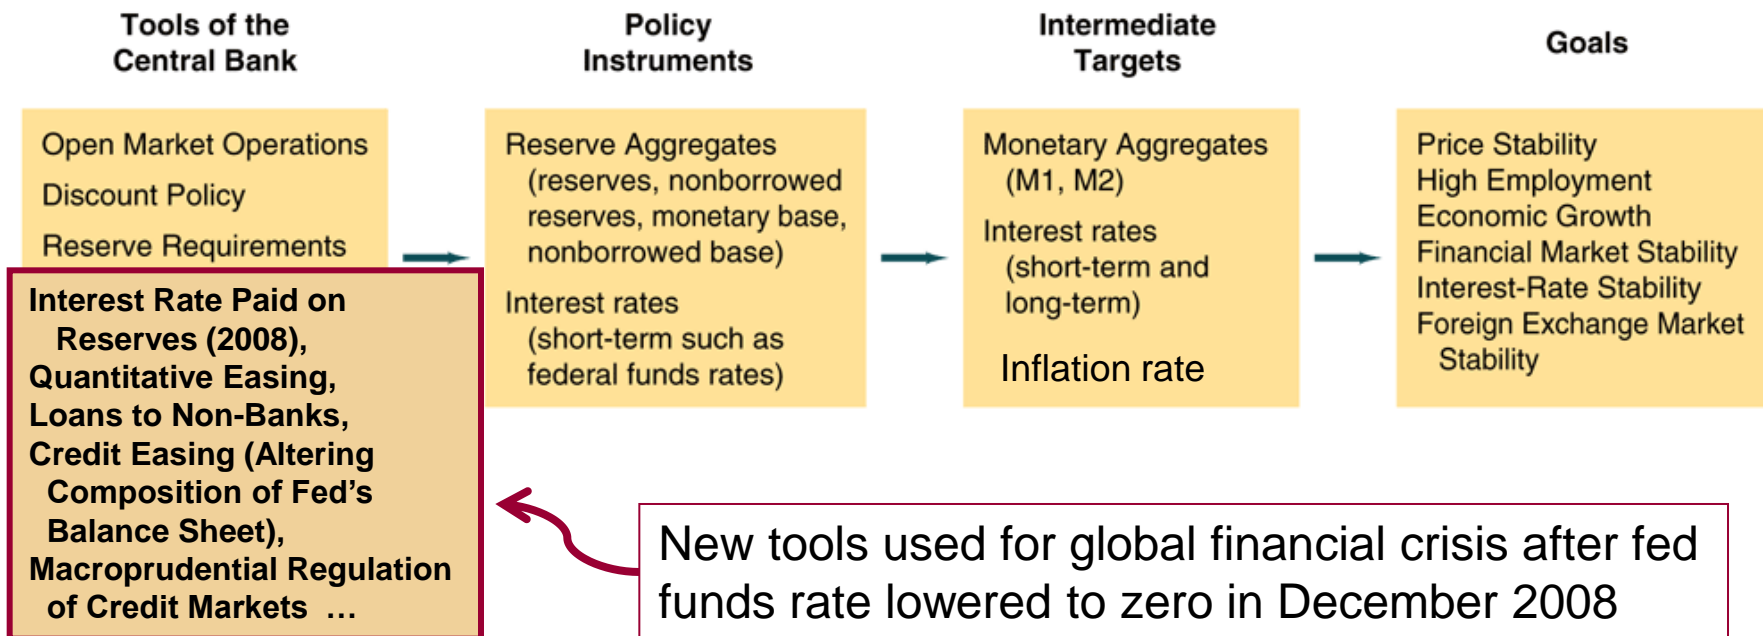 Tools of the
Central Bank
Policy
Instruments
Intermediate
Targets
Goals
Open Market Operations
Discount Policy
Reserve Requirements
Interest Rate Paid on
Reserves (2008),
Quantitative Easing,
Loans to Non-Banks,
Credit Easing (Altering
Composition of Fed’s
Balance Sheet),
Macroprudential Regulation
of Credit Markets …
Reserve Aggregates
(reserves, nonborrowed
reserves, monetary base,
nonborrowed base)
Interest rates
(short-term such as
federal funds rates)
Monetary Aggregates
(M1, M2)
Interest rates
(short-term and
long-term)
Inflation rate
Price Stability
High Employment
Economic Growth
Financial Market Stability
Interest-Rate Stability
Foreign Exchange Market
Stability
New tools used for global financial crisis after fed
funds rate lowered to zero in December 2008